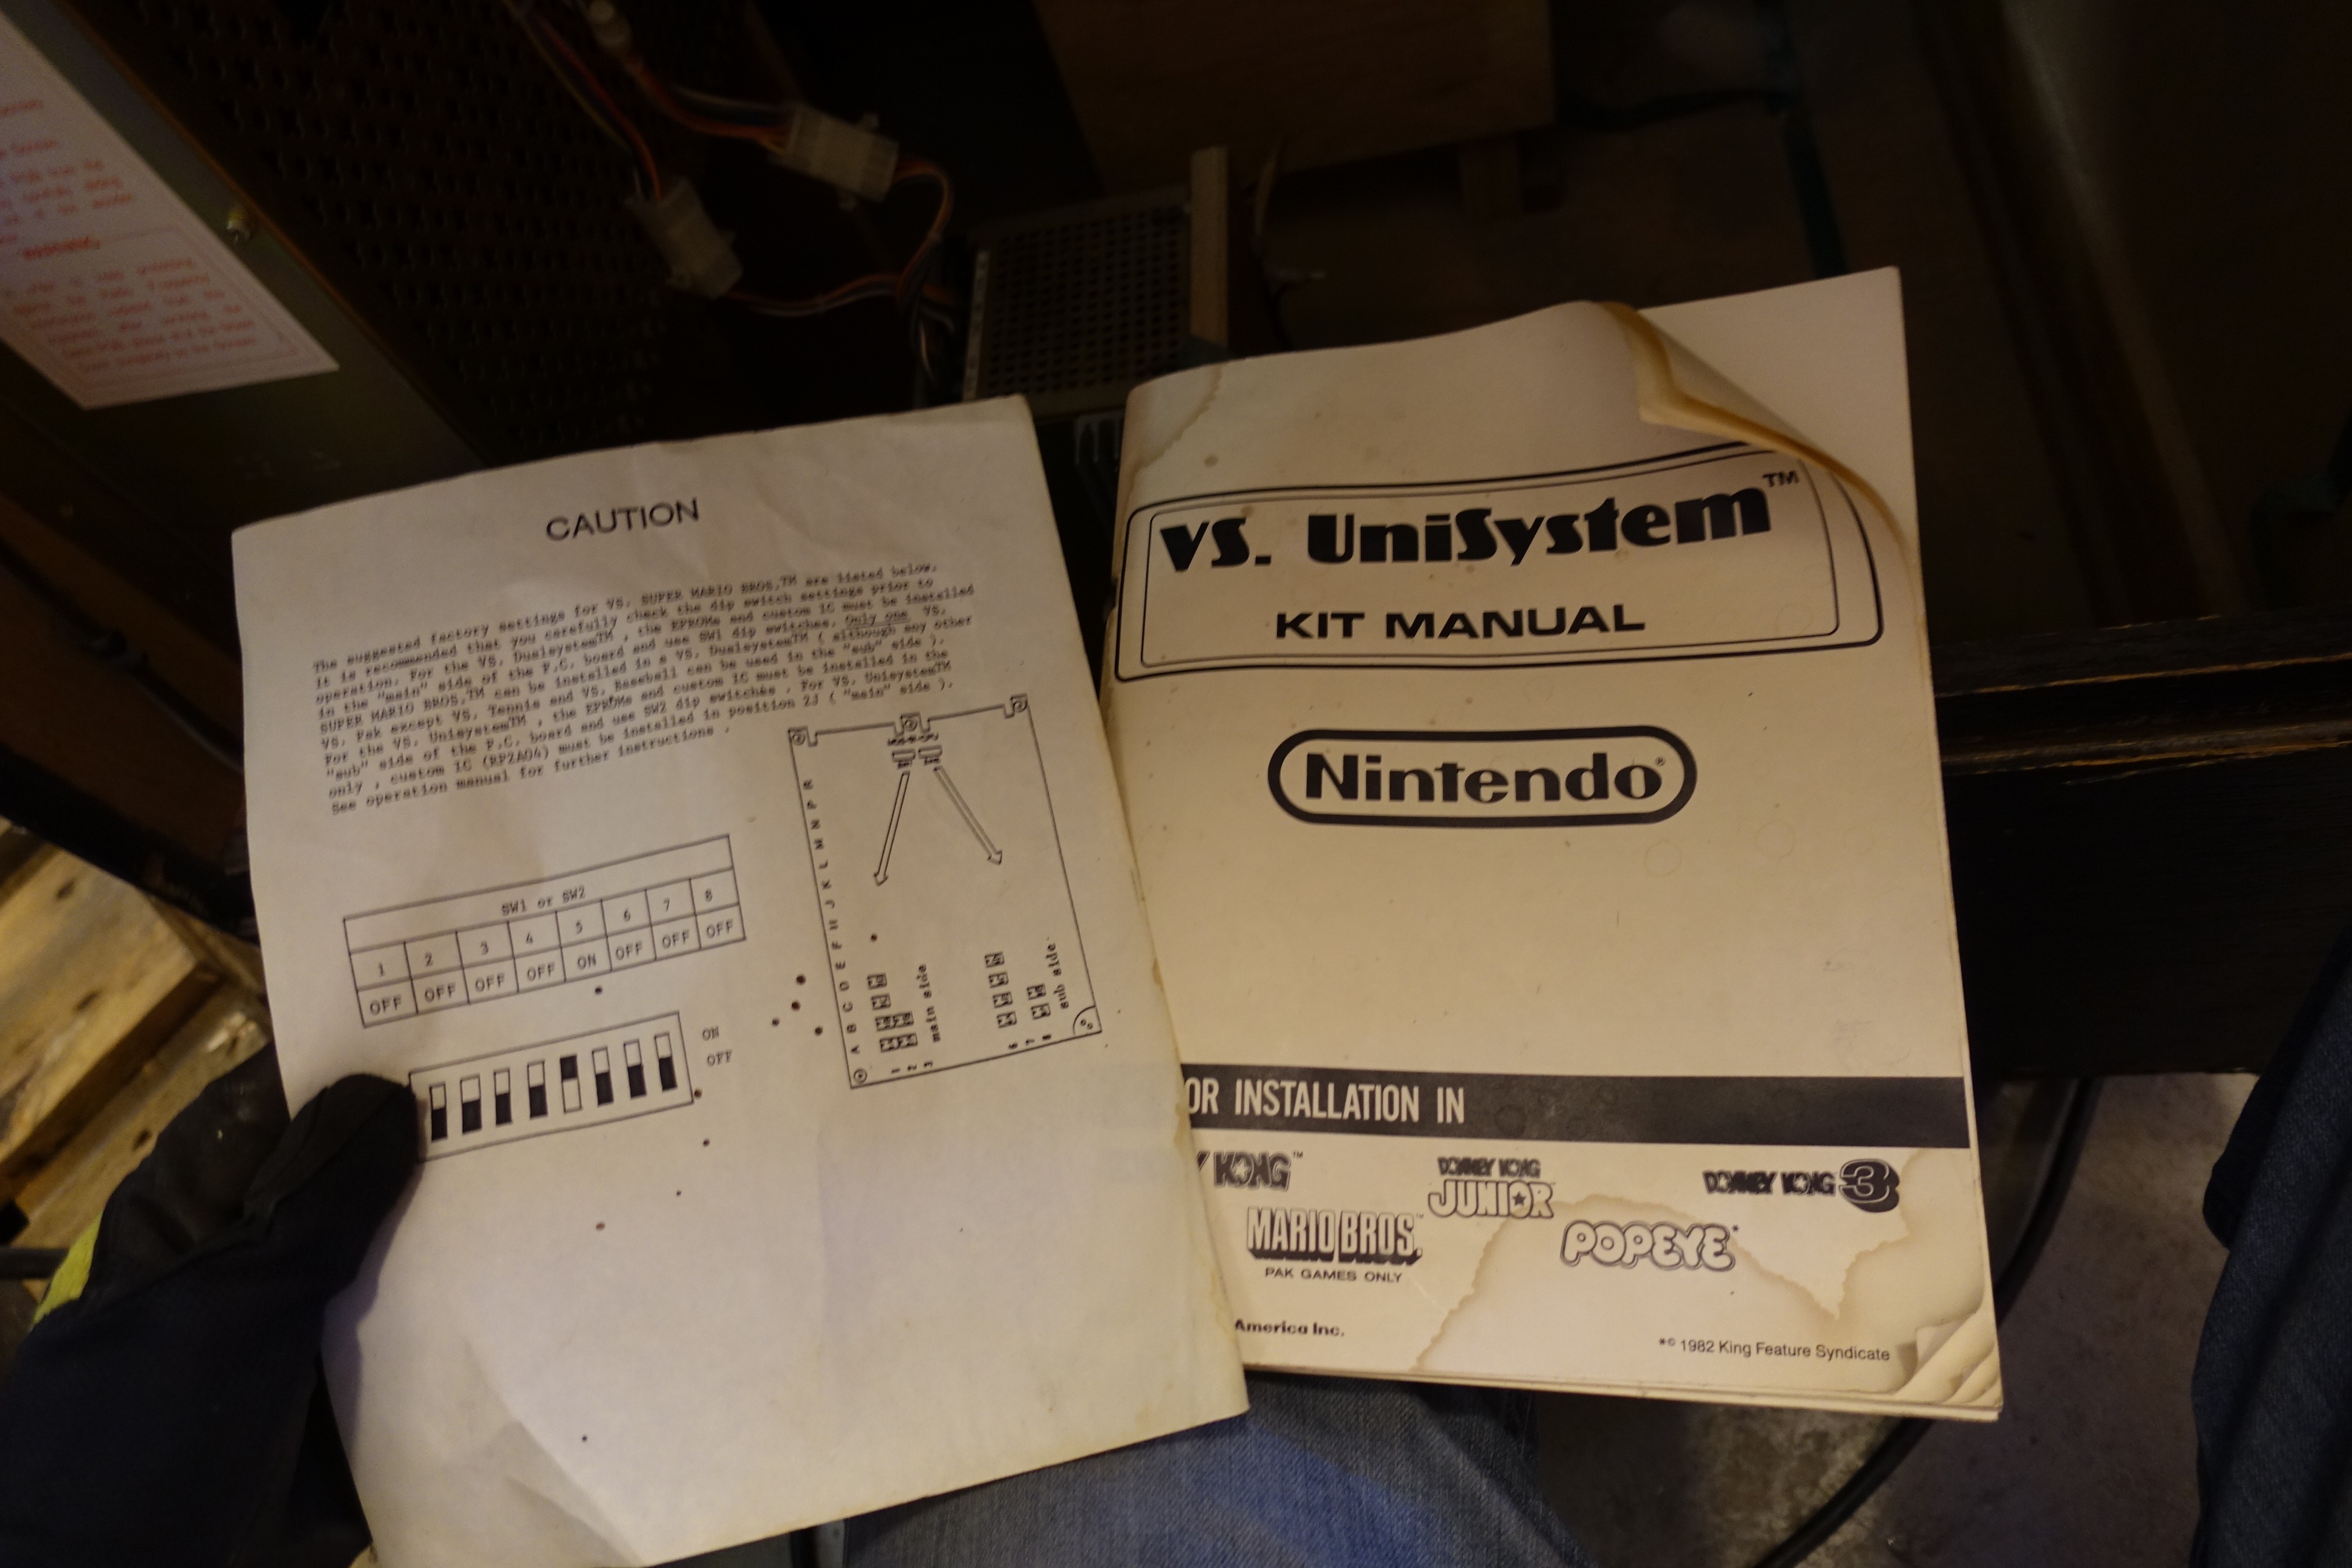 CAUTION
The suggested factory settings for VS. SUPER MARIO BROS.TM are listed below.
It is recommended that you carefully check the dip switch settings prior to
operation. For the VS. DualsystemTM , the EPROMs and custom IC must be installed
in the "main" side of the P.C. board and use SW1 dip switches. Only one VS.
SUPER MARIO BROS.TM can be installed in a VS. DualsystemTM ( although any other
VS. Pak except VS. Tennis and VS. Baseball can be used in the "sub" side ).
For the VS. UnisystemTM , the EPROMs and custom IC must be installed in the
"sub" side of the P.C. board and use SW2 dip switches . For VS. UnisystemTM
only , custom IC (RP2A04) must be installed in position 2J ( "main" side ).
See operation manual for further instructions .
SW1 or SW2
1 2 3 4 5 6 7 8
OFF OFF OFF OFF ON OFF OFF OFF
ON
OFF
A B C D E F H J K L M N P R
1 2 3
main side
6 7 8
sub side
VS. UniSystem™
KIT MANUAL
Nintendo®
OR INSTALLATION IN
Y KONG™
DONKEY KONG
JUNIOR™
DONKEY KONG 3
MARIO BROS.™
PAK GAMES ONLY
POPEYE*
America Inc.
*© 1982 King Feature Syndicate
WARNING